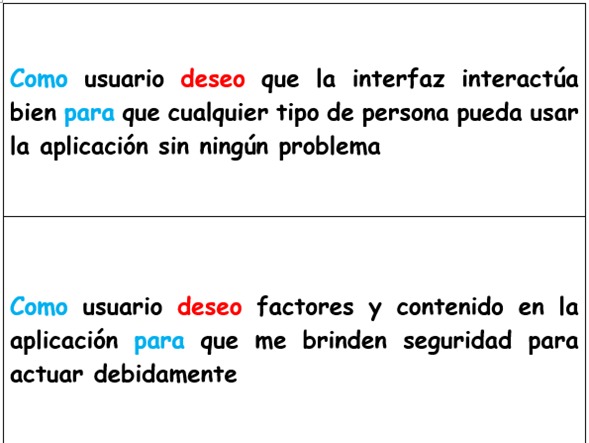 Como usuario deseo que la interfaz interactúa
bien para que cualquier tipo de persona pueda usar
la aplicación sin ningún problema
Como usuario deseo factores y contenido en la
aplicación para que me brinden seguridad para
actuar debidamente